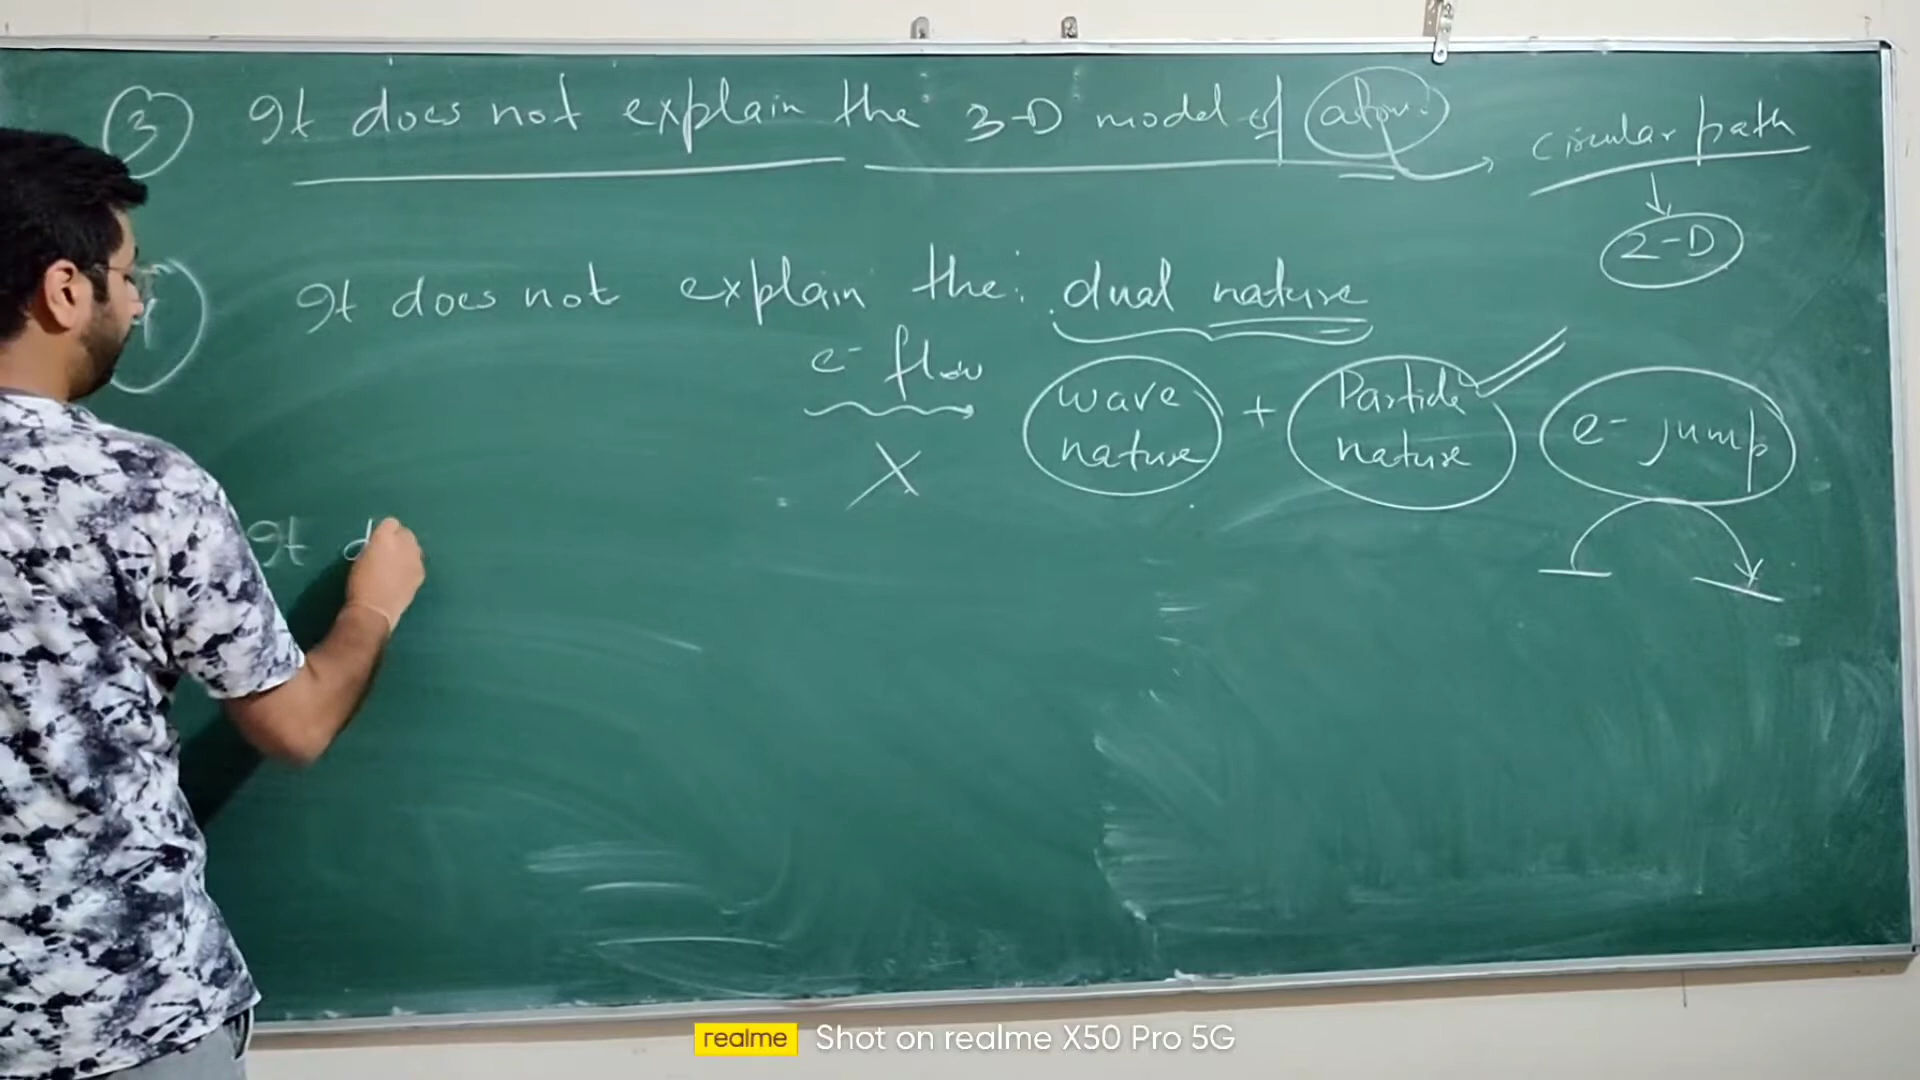 3 It does not explain the 3-D model of atom.
circular path
2-D
4 It does not explain the: dual nature
e- flow
X
wave nature + Particle nature
e- jump
It d
realme Shot on realme X50 Pro 5G